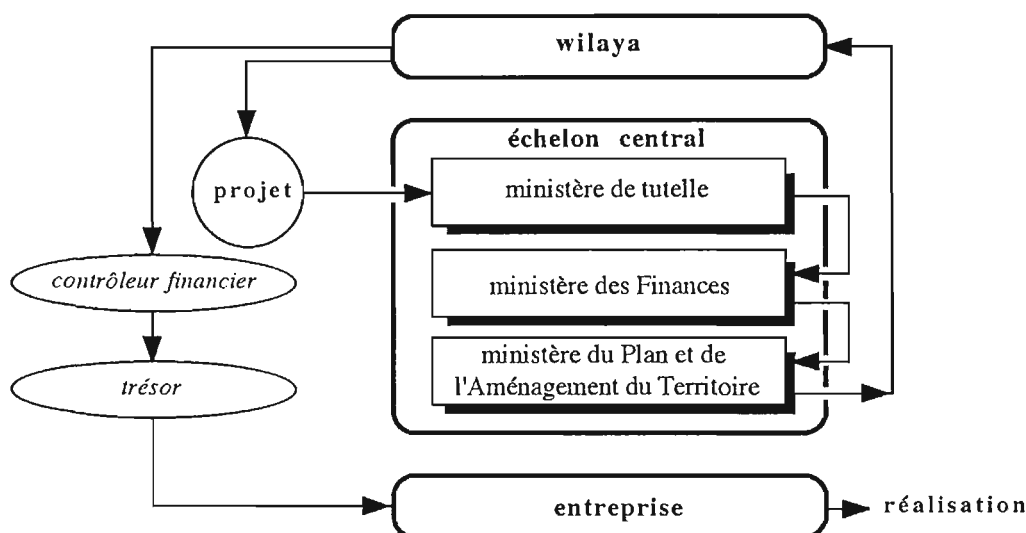 wilaya
échelon central
projet
ministère de tutelle
contrôleur financier
ministère des Finances
trésor
ministère du Plan et de
l'Aménagement du Territoire
entreprise
réalisation